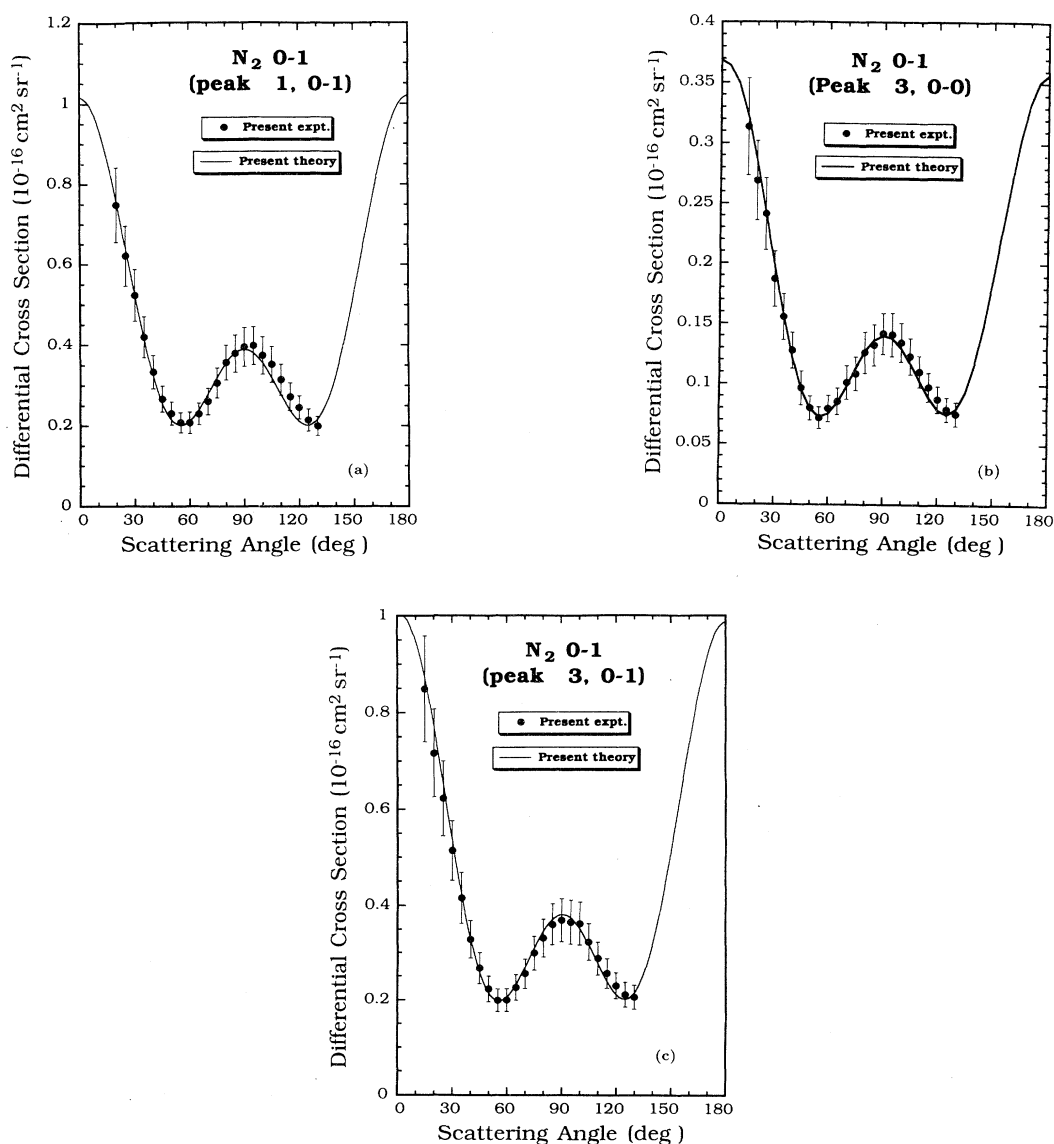 1.2
1
0.8
0.6
0.4
0.2
0
Differential Cross Section (10⁻¹⁶ cm² sr⁻¹)
N₂ 0-1
(peak 1, 0-1)
Present expt.
Present theory
(a)
0 30 60 90 120 150 180
Scattering Angle (deg )
0.4
0.35
0.3
0.25
0.2
0.15
0.1
0.05
0
Differential Cross Section (10⁻¹⁶ cm² sr⁻¹)
N₂ 0-1
(Peak 3, 0-0)
Present expt.
Present theory
(b)
0 30 60 90 120 150 180
Scattering Angle (deg )
1
0.8
0.6
0.4
0.2
0
Differential Cross Section (10⁻¹⁶ cm² sr⁻¹)
N₂ 0-1
(peak 3, 0-1)
Present expt.
Present theory
(c)
0 30 60 90 120 150 180
Scattering Angle (deg )